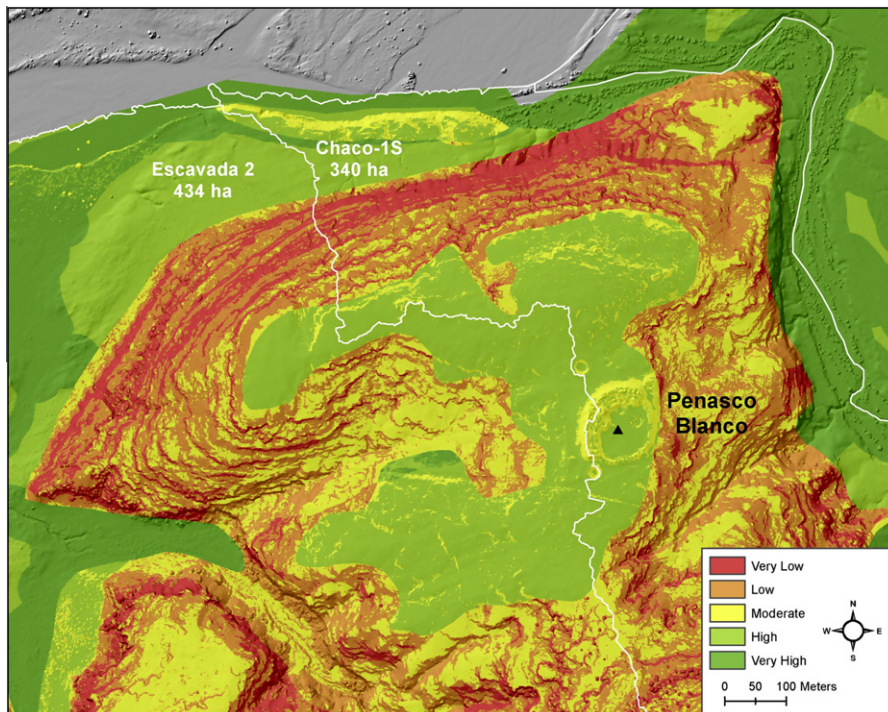 Escavada 2
434 ha
Chaco-1S
340 ha
Penasco
Blanco
Very Low
Low
Moderate
High
Very High
N
W E
S
0 50 100 Meters